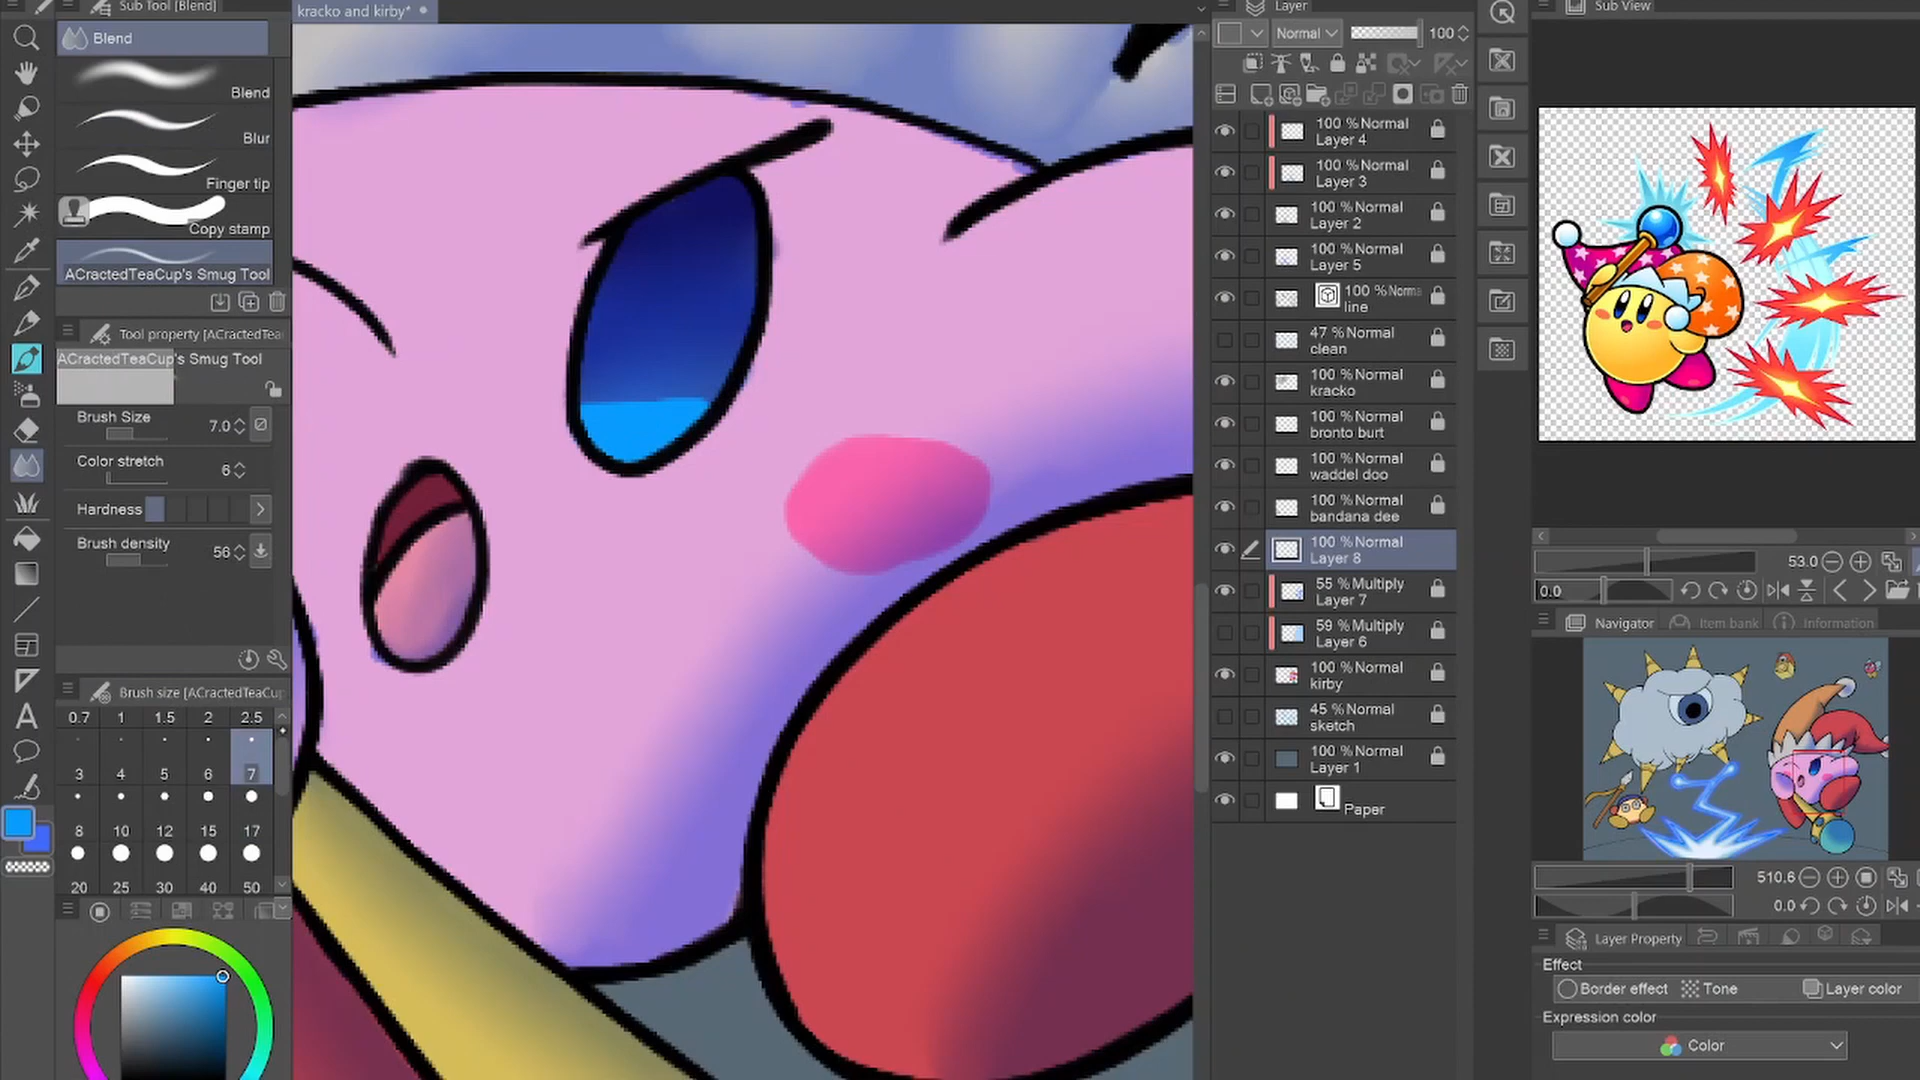 Sub Tool [Blend]
Blend
Blend
Blur
Finger tip
Copy stamp
ACractedTeaCup's Smug Tool
Tool property [ACractedTea
ACractedTeaCup's Smug Tool
Brush Size 7.0
Color stretch 6
Hardness
Brush density 56
Brush size [ACractedTeaCup
0.7 1 1.5 2 2.5
3 4 5 6 7
8 10 12 15 17
20 25 30 40 50
kracko and kirby*
Layer
Normal 100
100 % Normal
Layer 4
100 % Normal
Layer 3
100 % Normal
Layer 2
100 % Normal
Layer 5
100 % Norma
line
47 % Normal
clean
100 % Normal
kracko
100 % Normal
bronto burt
100 % Normal
waddel doo
100 % Normal
bandana dee
100 % Normal
Layer 8
55 % Multiply
Layer 7
59 % Multiply
Layer 6
100 % Normal
kirby
45 % Normal
sketch
100 % Normal
Layer 1
Paper
Sub View
53.0
0.0
Navigator Item bank Information
510.6
0.0
Layer Property
Effect
Border effect Tone Layer color
Expression color
Color